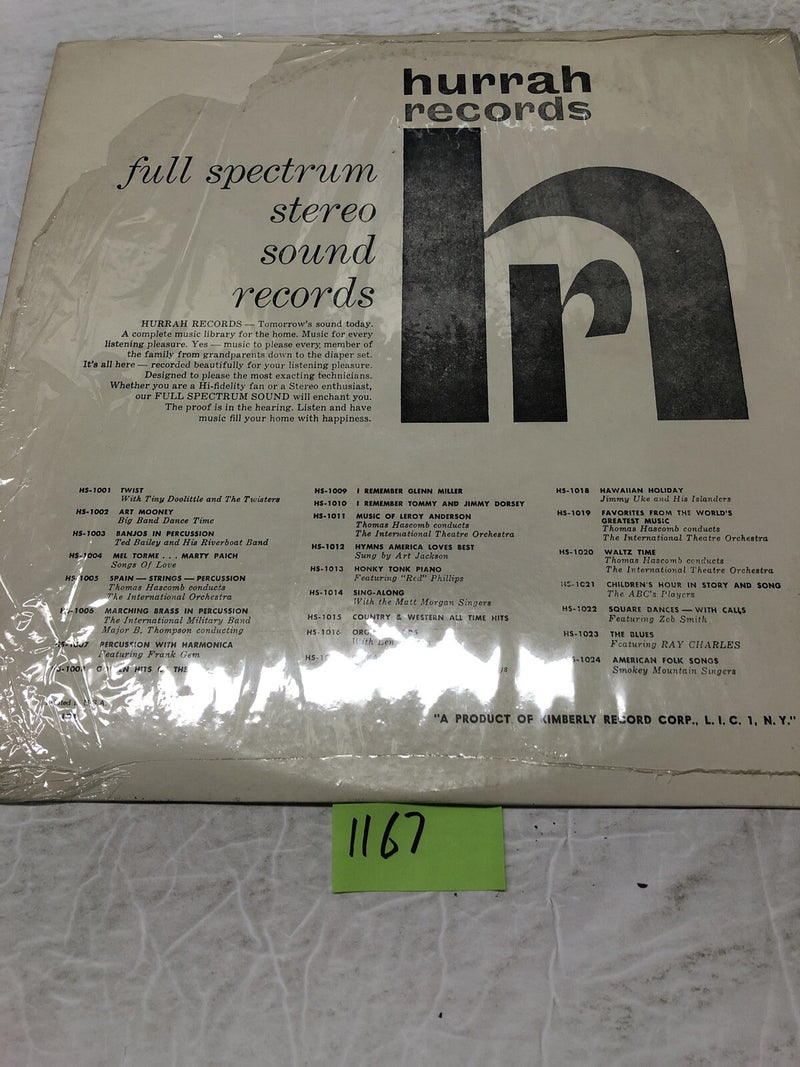 hurrah
records
hr
full spectrum
stereo
sound
records
HURRAH RECORDS — Tomorrow's sound today.
A complete music library for the home. Music for every
listening pleasure. Yes — music to please every member of
the family from grandparents down to the diaper set.
It's all here — recorded beautifully for your listening pleasure.
Designed to please the most exacting technicians.
Whether you are a Hi-fidelity fan or a Stereo enthusiast,
our FULL SPECTRUM SOUND will enchant you.
The proof is in the hearing. Listen and have
music fill your home with happiness.
HS-1001 TWIST
With Tiny Doolittle and The Twisters
HS-1002 ART MOONEY
Big Band Dance Time
HS-1003 BANJOS IN PERCUSSION
Ted Bailey and His Riverboat Band
HS-1004 MEL TORME . . . MARTY PAICH
Songs Of Love
HS-1005 SPAIN — STRINGS — PERCUSSION
Thomas Hascomb conducts
The International Orchestra
HS-1006 MARCHING BRASS IN PERCUSSION
The International Military Band
Major B. Thompson conducting
HS-1007 PERCUSSION WITH HARMONICA
Featuring Frank Gem
HITS THE
HS-1009 I REMEMBER GLENN MILLER
HS-1010 I REMEMBER TOMMY AND JIMMY DORSEY
HS-1011 MUSIC OF LEROY ANDERSON
Thomas Hascomb conducts
The International Theatre Orchestra
HS-1012 HYMNS AMERICA LOVES BEST
Sung by Art Jackson
HS-1013 HONKY TONK PIANO
Featuring "Red" Phillips
HS-1014 SING-ALONG
With the Matt Morgan Singers
HS-1015 COUNTRY & WESTERN ALL TIME HITS
HS-1016
With
HS-1018 HAWAIIAN HOLIDAY
Jimmy Uke and His Islanders
HS-1019 FAVORITES FROM THE WORLD'S
GREATEST MUSIC
Thomas Hascomb conducts
The International Theatre Orchestra
HS-1020 WALTZ TIME
Thomas Hascomb conducts
The International Theatre Orchestra
HS-1021 CHILDREN'S HOUR IN STORY AND SONG
The ABC's Players
HS-1022 SQUARE DANCES — WITH CALLS
Featuring Zeb Smith
HS-1023 THE BLUES
Featuring RAY CHARLES
HS-1024 AMERICAN FOLK SONGS
Smokey Mountain Singers
"A PRODUCT OF KIMBERLY RECORD CORP., L. I. C. 1, N. Y."
1167